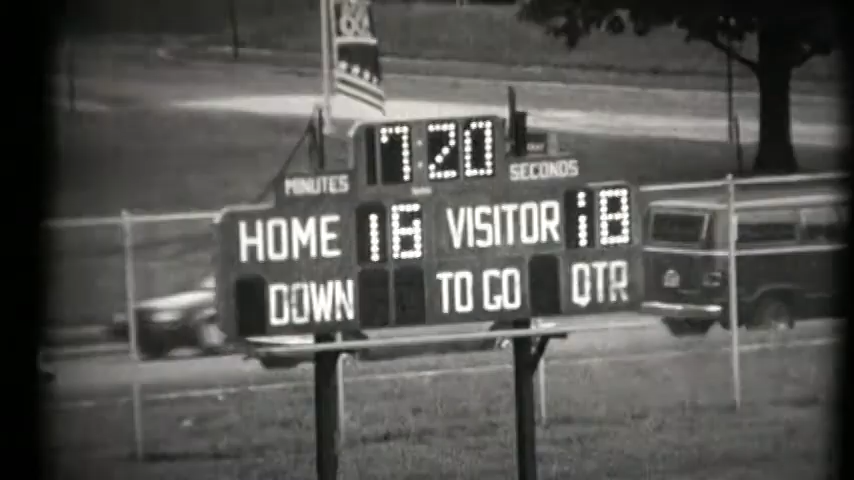 7:20
MINUTES SECONDS
HOME 16 VISITOR 18
DOWN TO GO QTR